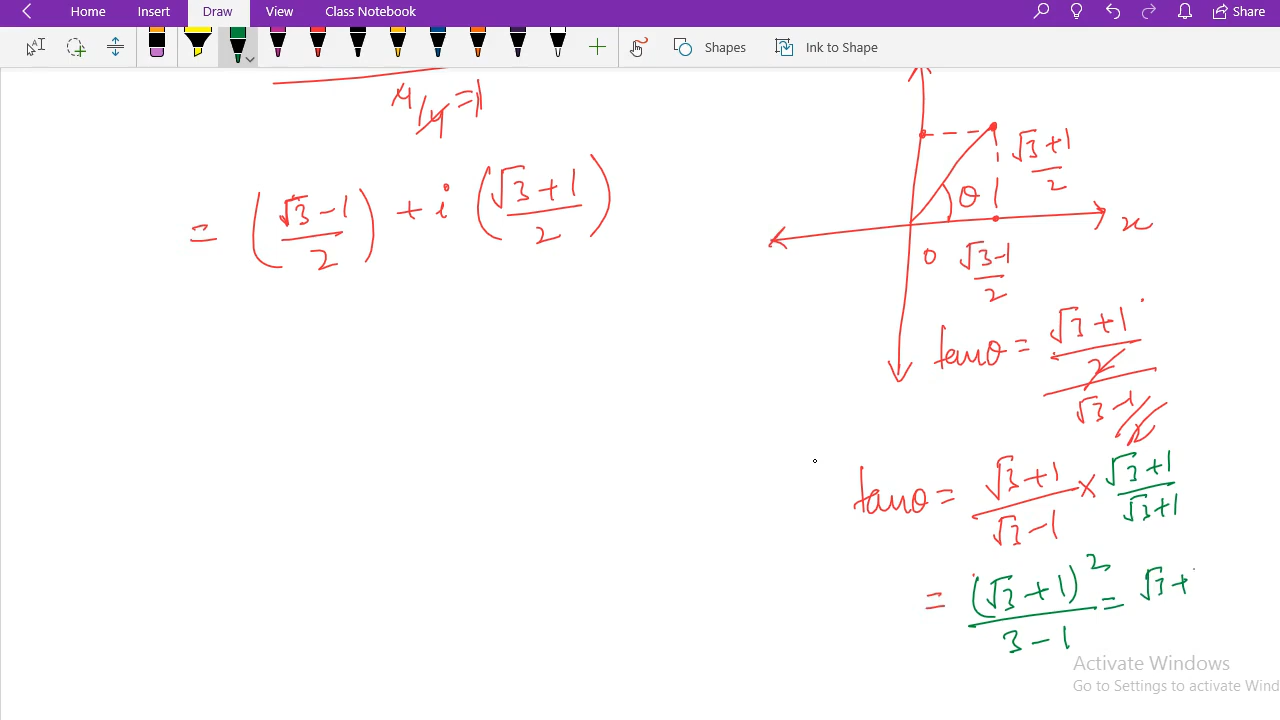 Home Insert Draw View Class Notebook Share
Shapes Ink to Shape
4/4 = 1
= (√3 - 1 / 2) + i (√3 + 1 / 2)
√3 + 1 / 2
θ
x
0
√3 - 1 / 2
tanθ = √3 + 1 / 2 / √3 - 1 / 2
tanθ = √3 + 1 / √3 - 1 × √3 + 1 / √3 + 1
= (√3 + 1)² / 3 - 1 = √3 +
Activate Windows
Go to Settings to activate Wind